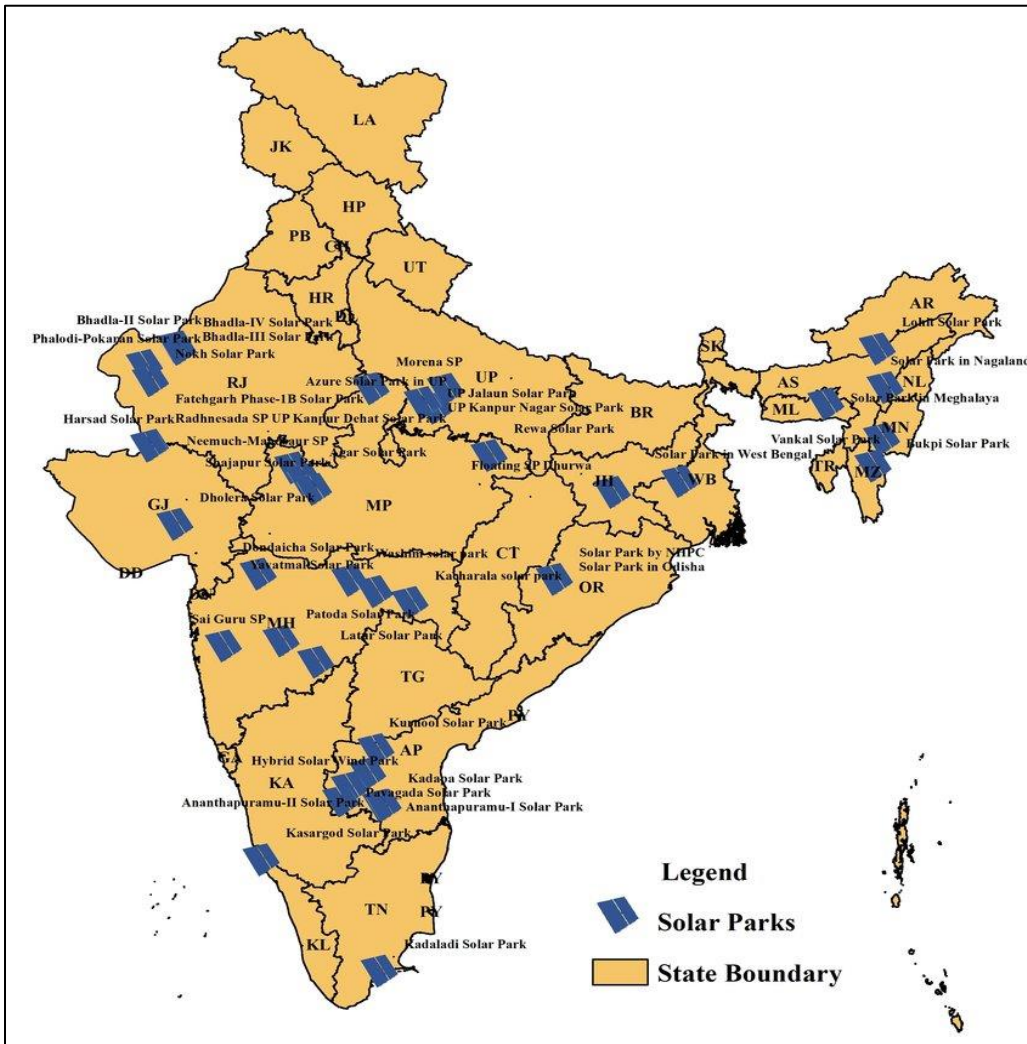 LA
JK
HP
PB
CH
UT
HR
DL
AR
Lohit Solar Park
Bhadla-II Solar Park
Bhadla-IV Solar Park
Phalodi-Pokaran Solar Park
Bhadla-III Solar Park
Nokh Solar Park
SK
Solar Park in Nagaland
Morena SP
UP
RJ
Azure Solar Park in UP
AS
NL
Fatehgarh Phase-1B Solar Park
UP Jalaun Solar Park
ML
Solar Park in Meghalaya
UP Kanpur Nagar Solar Park
BR
Harsad Solar Park
Radhnesada SP
UP Kanpur Dehat Solar Park
Rewa Solar Park
MN
Neemuch-Mandsaur SP
Vankal Solar Park
Bukpi Solar Park
Agar Solar Park
Solar Park in West Bengal
Shajapur Solar Park
Floating SP Dhurwa
TR
MZ
WB
JH
Dholera Solar Park
GJ
MP
Dondaicha Solar Park
Washim solar park
CT
Solar Park by NHPC
Yavatmal Solar Park
Solar Park in Odisha
DD
Kacharala solar park
OR
Patoda Solar Park
Sai Guru SP
MH
Latur Solar Park
TG
PY
Kurnool Solar Park
AP
GA
Hybrid Solar Wind Park
KA
Kadapa Solar Park
Pavagada Solar Park
Ananthapuramu-II Solar Park
Ananthapuramu-I Solar Park
Kasargod Solar Park
Legend
PY
TN
PY
Solar Parks
KL
Kadaladi Solar Park
State Boundary